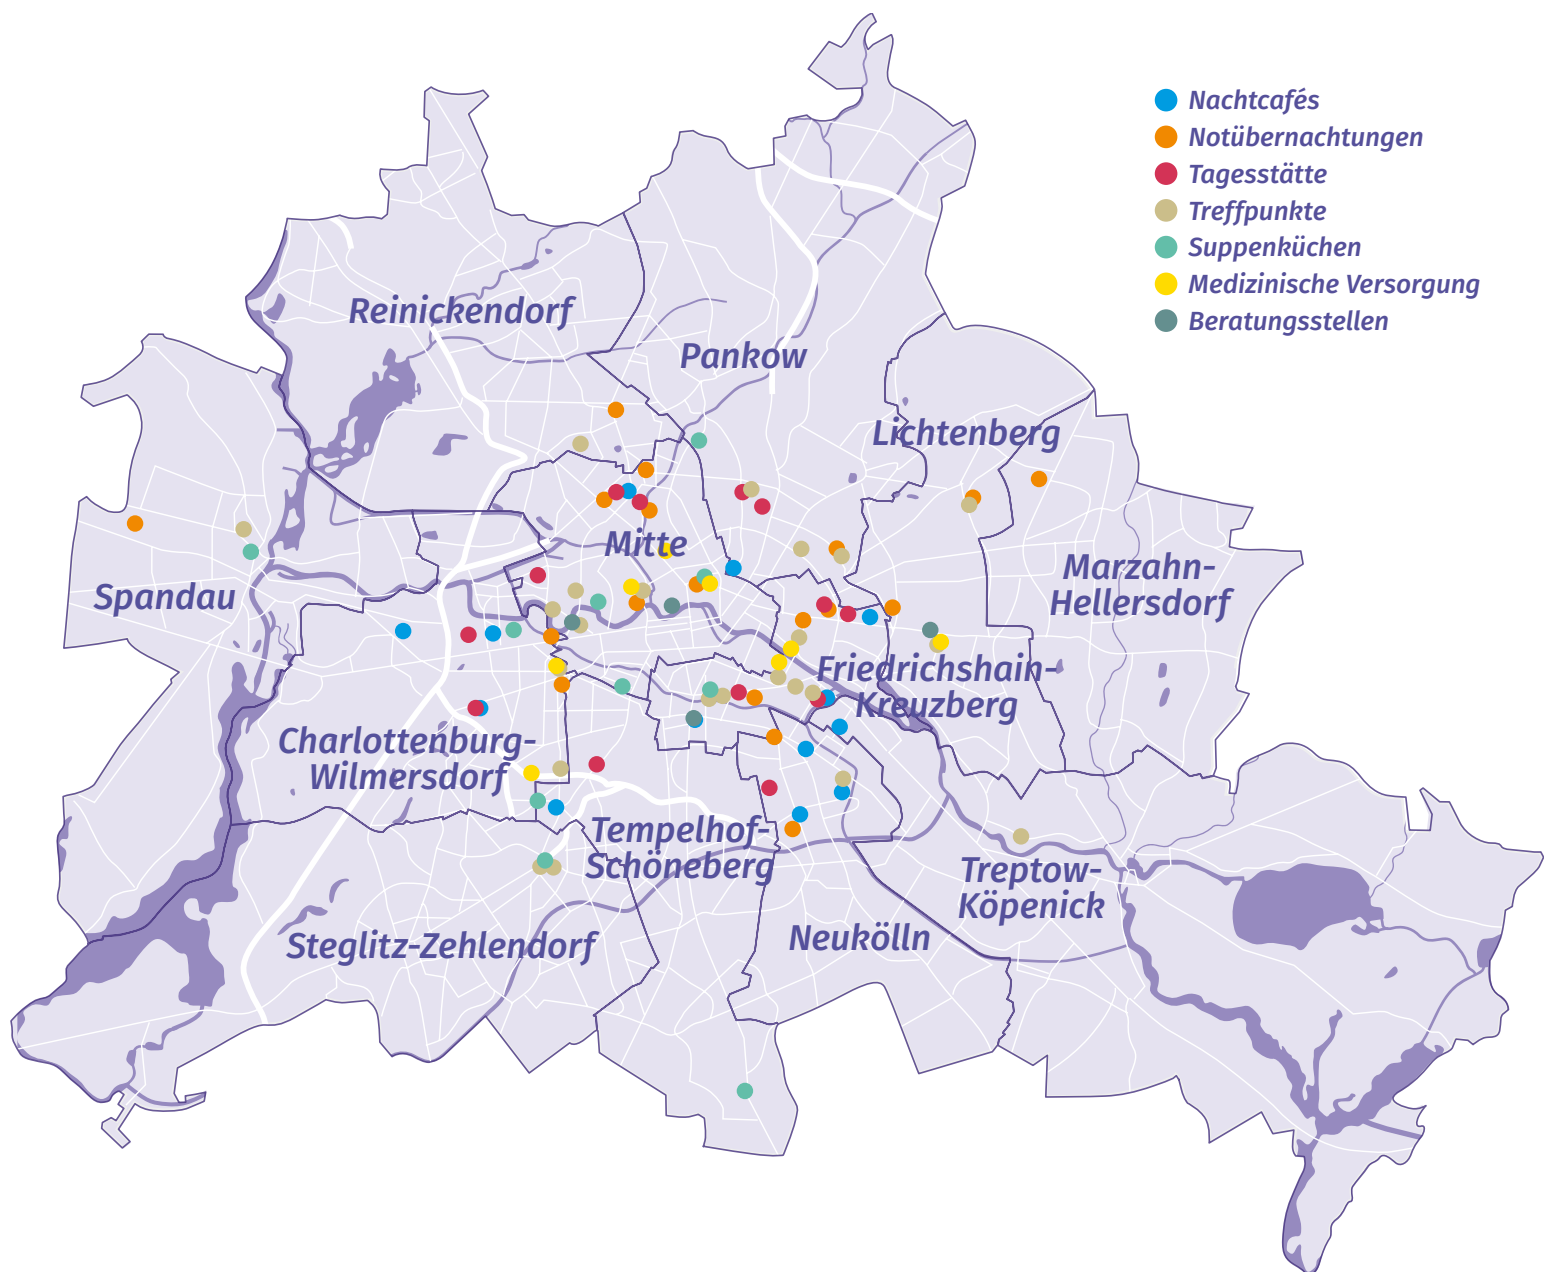 Nachtcafés
Notübernachtungen
Tagesstätte
Treffpunkte
Suppenküchen
Medizinische Versorgung
Beratungsstellen
Reinickendorf
Pankow
Lichtenberg
Mitte
Spandau
Marzahn-
Hellersdorf
Friedrichshain-
Kreuzberg
Charlottenburg-
Wilmersdorf
Tempelhof-
Schöneberg
Treptow-
Köpenick
Steglitz-Zehlendorf
Neukölln